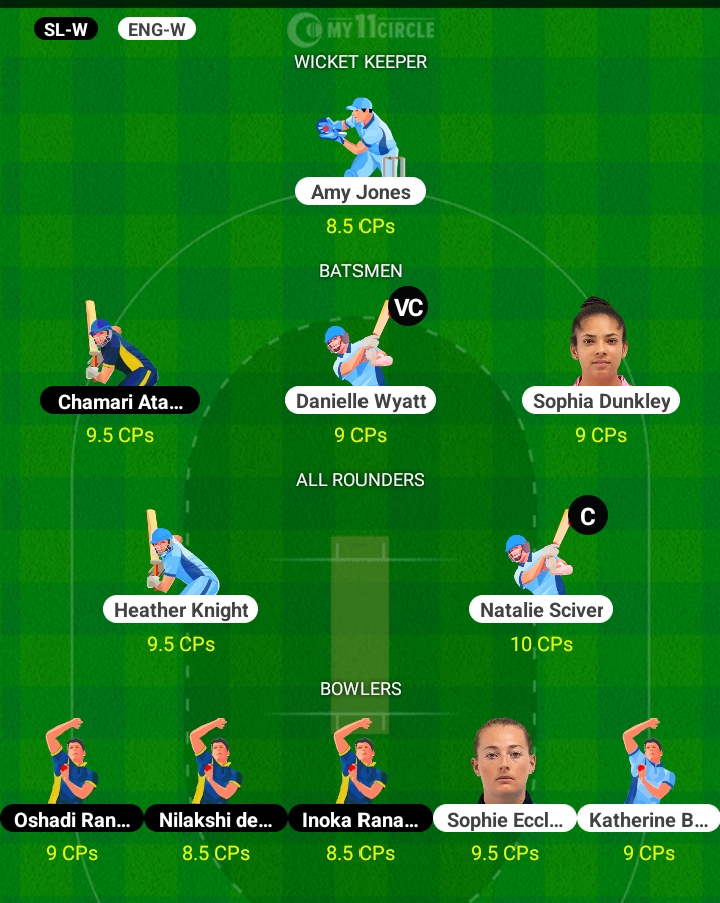 SL-W ENG-W MY11CIRCLE
WICKET KEEPER
Amy Jones
8.5 CPs
BATSMEN
VC
Chamari Ata... Danielle Wyatt Sophia Dunkley
9.5 CPs 9 CPs 9 CPs
ALL ROUNDERS
C
Heather Knight Natalie Sciver
9.5 CPs 10 CPs
BOWLERS
Oshadi Ran... Nilakshi de... Inoka Rana... Sophie Eccl... Katherine B...
9 CPs 8.5 CPs 8.5 CPs 9.5 CPs 9 CPs